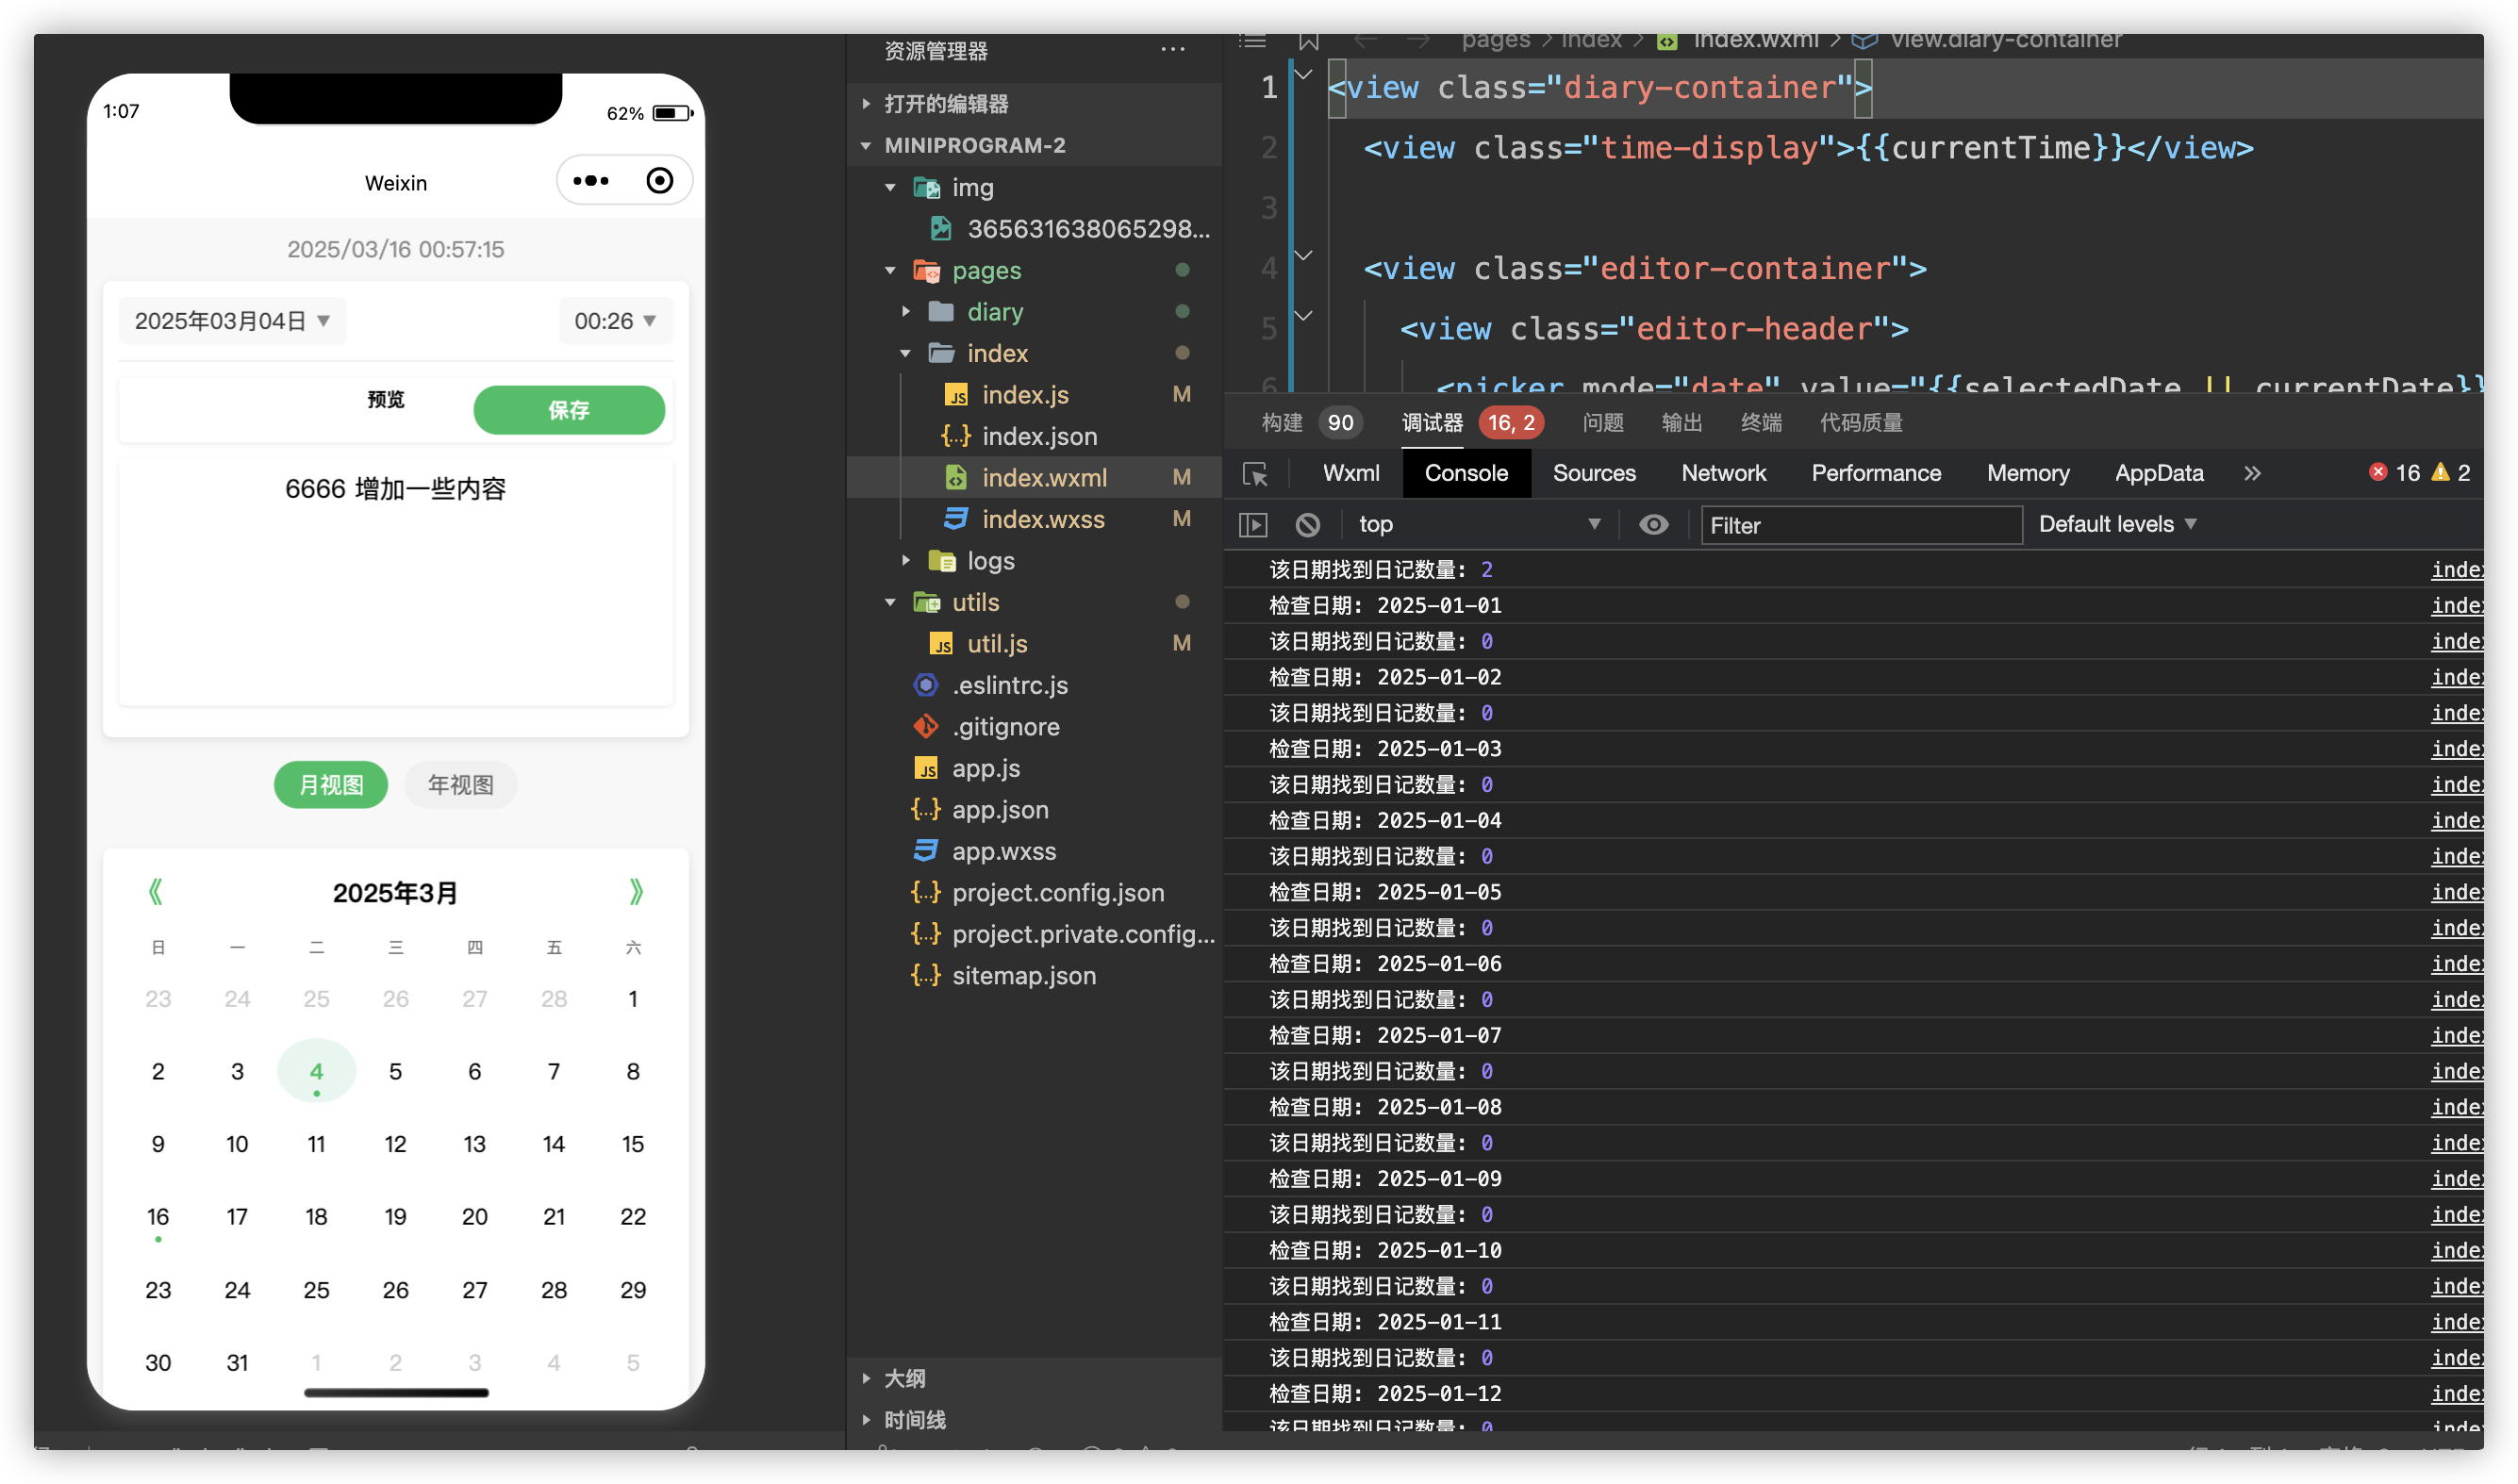 1:07
62%
Weixin
2025/03/16 00:57:15
2025年03月04日 ▼
00:26 ▼
预览
保存
6666 增加一些内容
月视图
年视图
《 2025年3月 》
日 一 二 三 四 五 六
23 24 25 26 27 28 1
2 3 4 5 6 7 8
9 10 11 12 13 14 15
16 17 18 19 20 21 22
23 24 25 26 27 28 29
30 31 1 2 3 4 5
资源管理器
打开的编辑器
MINIPROGRAM-2
img
365631638065298...
pages
diary
index
index.js M
index.json
index.wxml M
index.wxss M
logs
utils
util.js M
.eslintrc.js
.gitignore
app.js
app.json
app.wxss
project.config.json
project.private.config...
sitemap.json
大纲
时间线
pages > index > index.wxml > view.diary-container
1 <view class="diary-container">
2 <view class="time-display">{{currentTime}}</view>
3
4 <view class="editor-container">
5 <view class="editor-header">
6 <picker mode="date" value="{{selectedDate || currentDate}}
构建 90 调试器 16, 2 问题 输出 终端 代码质量
Wxml Console Sources Network Performance Memory AppData » 16 2
top ▼ Filter Default levels ▼
该日期找到日记数量: 2 index
检查日期: 2025-01-01 index
该日期找到日记数量: 0 index
检查日期: 2025-01-02 index
该日期找到日记数量: 0 index
检查日期: 2025-01-03 index
该日期找到日记数量: 0 index
检查日期: 2025-01-04 index
该日期找到日记数量: 0 index
检查日期: 2025-01-05 index
该日期找到日记数量: 0 index
检查日期: 2025-01-06 index
该日期找到日记数量: 0 index
检查日期: 2025-01-07 index
该日期找到日记数量: 0 index
检查日期: 2025-01-08 index
该日期找到日记数量: 0 index
检查日期: 2025-01-09 index
该日期找到日记数量: 0 index
检查日期: 2025-01-10 index
该日期找到日记数量: 0 index
检查日期: 2025-01-11 index
该日期找到日记数量: 0 index
检查日期: 2025-01-12 index
该日期找到日记数量: 0 index